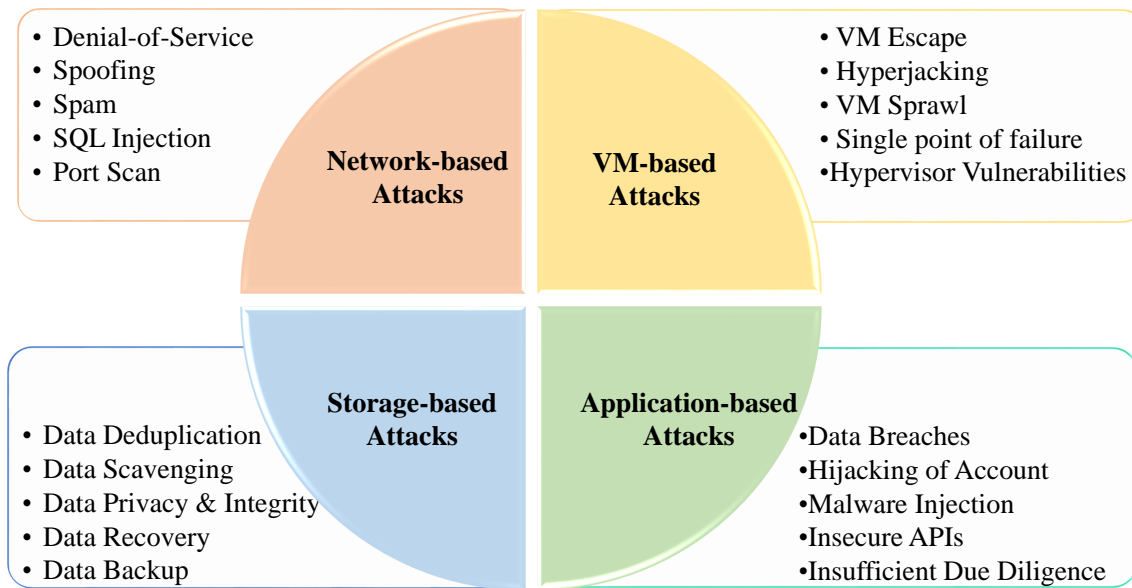 • Denial-of-Service
• Spoofing
• Spam
• SQL Injection
• Port Scan
Network-based
Attacks
VM-based
Attacks
• VM Escape
• Hyperjacking
• VM Sprawl
• Single point of failure
•Hypervisor Vulnerabilities
• Data Deduplication
• Data Scavenging
• Data Privacy & Integrity
• Data Recovery
• Data Backup
Storage-based
Attacks
Application-based
Attacks
•Data Breaches
•Hijacking of Account
•Malware Injection
•Insecure APIs
•Insufficient Due Diligence